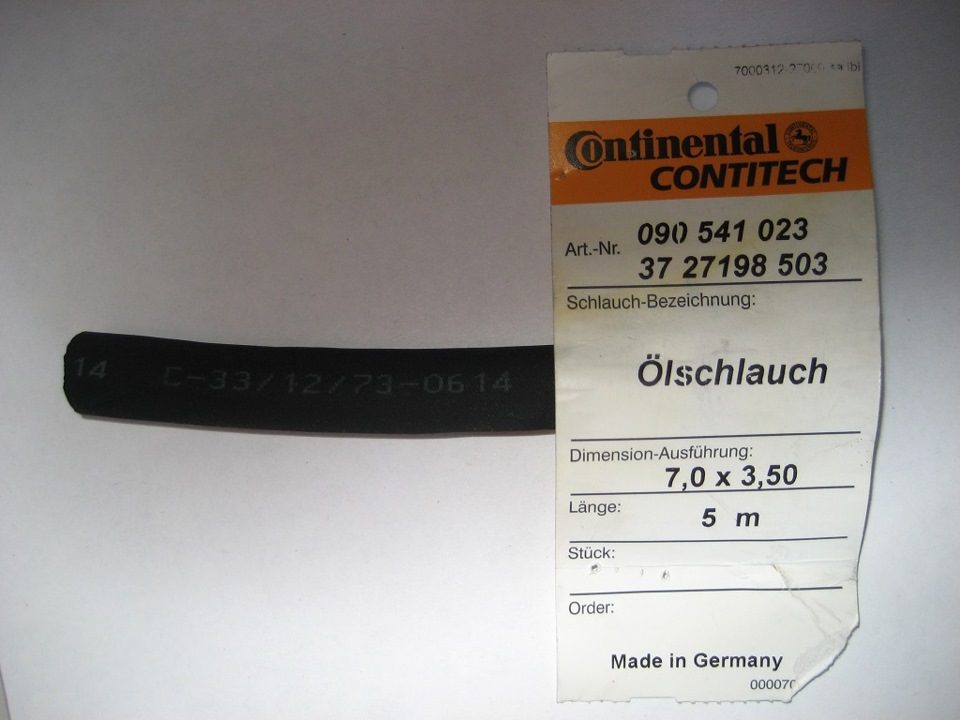 Continental
CONTITECH
Art.-Nr. 090 541 023
37 27198 503
Schlauch-Bezeichnung:
Ölschlauch
Dimension-Ausführung:
7,0 x 3,50
Länge:
5 m
Stück:
Order:
Made in Germany
14 C-33/12/73-0614